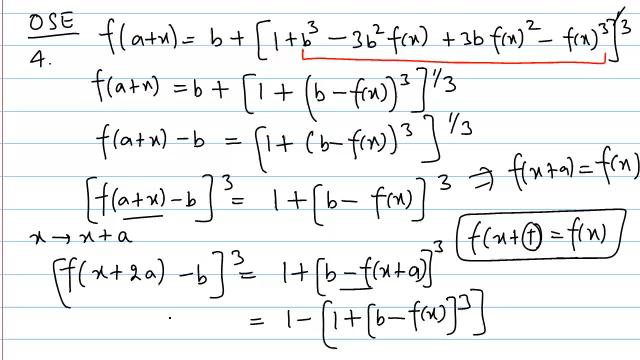 OSE f(a+x) = b + [1 + b³ − 3b² f(x) + 3b f(x)² − f(x)³]^1/3
4.
f(a+x) = b + [1 + (b − f(x))³]^1/3
f(a+x) − b = [1 + (b − f(x))³]^1/3
[f(a+x) − b]³ = 1 + [b − f(x)]³ ⇒ f(x+a) = f(x)
x → x + a
f(x+T) = f(x)
[f(x+2a) − b]³ = 1 + [b − f(x+a)]³
= 1 − [1 + [b − f(x)]³]